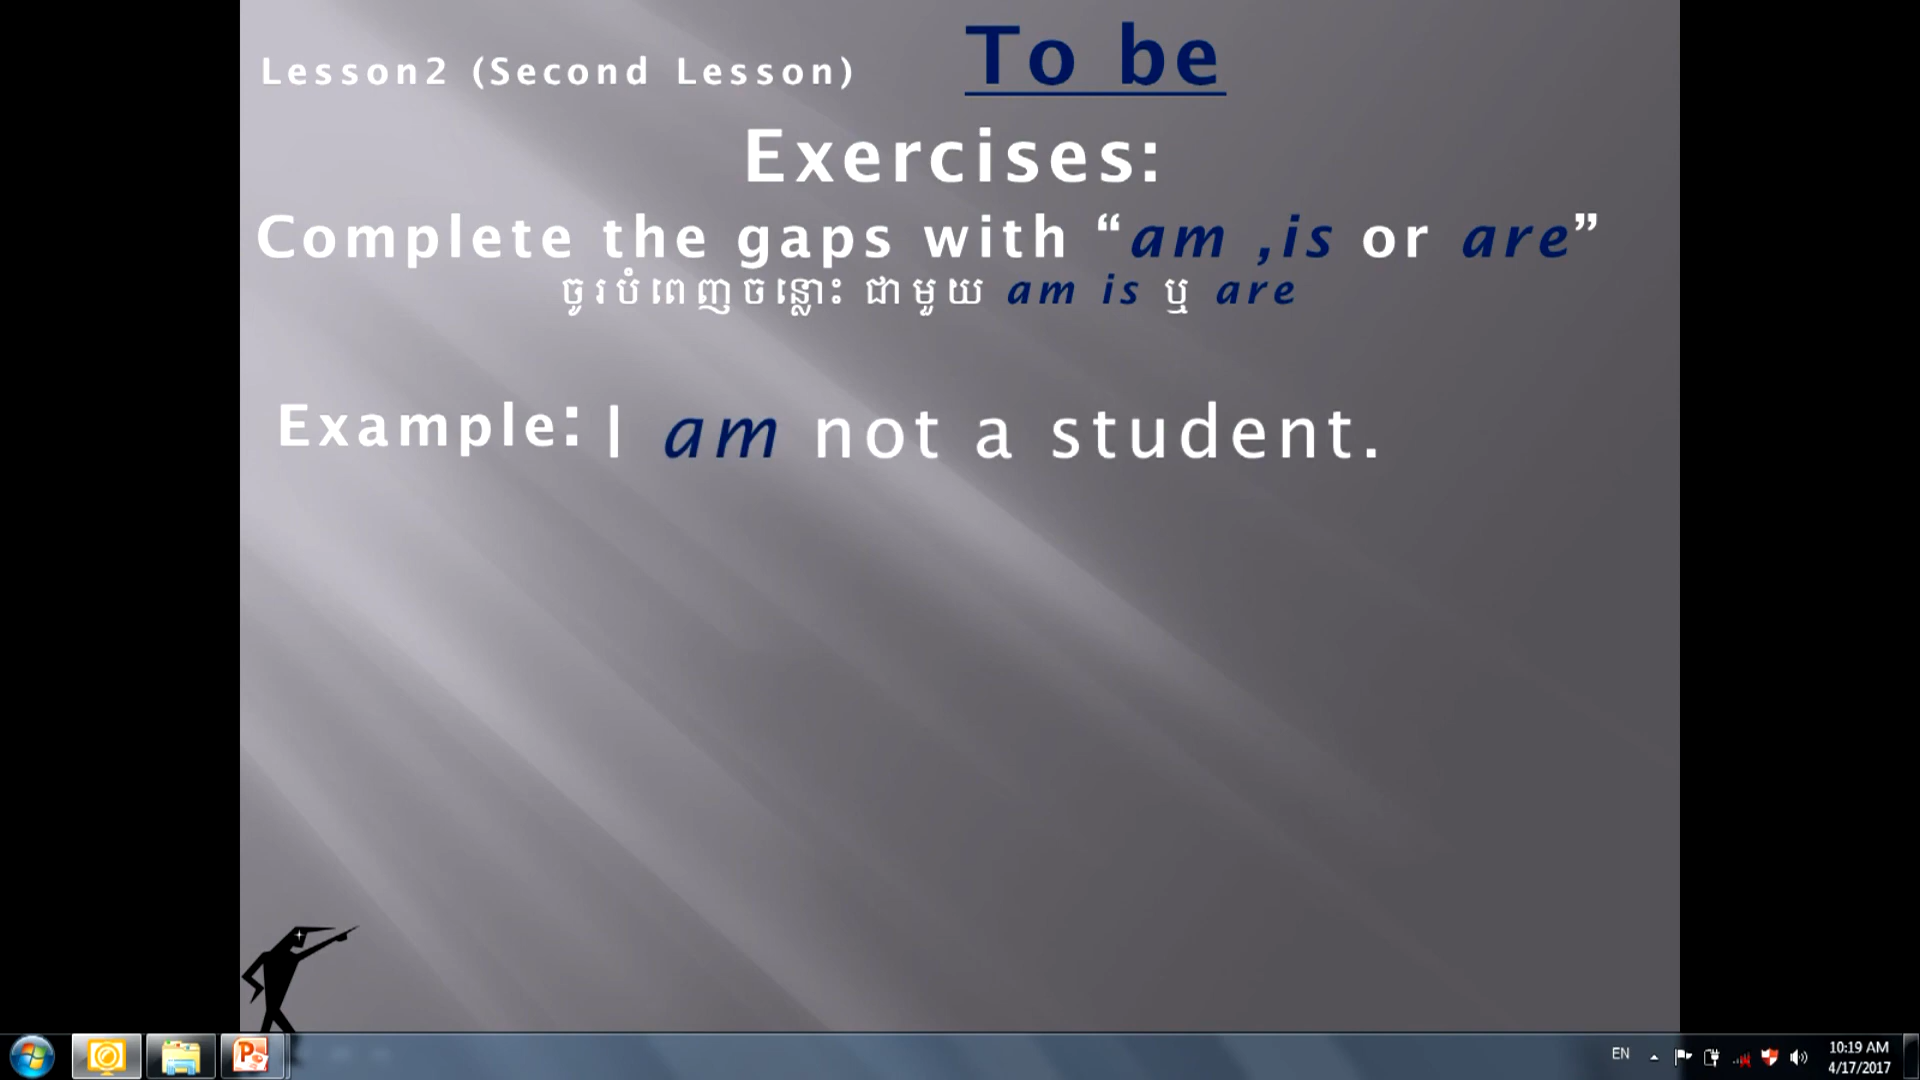 Lesson2 (Second Lesson) To be
Exercises:
Complete the gaps with “am ,is or are”
ចូរបំពេញចន្លោះ ជាមួយ am is ឬ are
Example: I am not a student.
EN
10:19 AM
4/17/2017